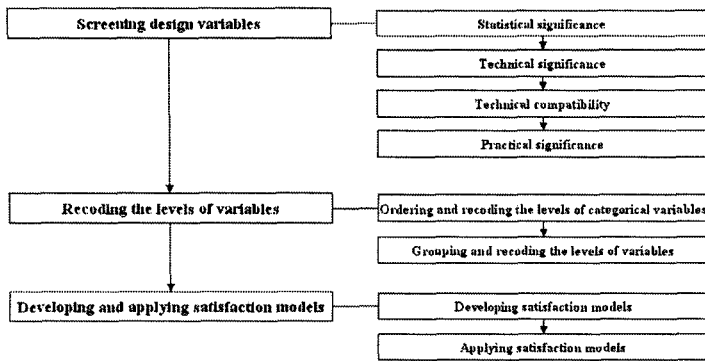 Screening design variables
Statistical significance
Technical significance
Technical compatibility
Practical significance
Recoding the levels of variables
Ordering and recoding the levels of categorical variables
Grouping and recoding the levels of variables
Developing and applying satisfaction models
Developing satisfaction models
Applying satisfaction models